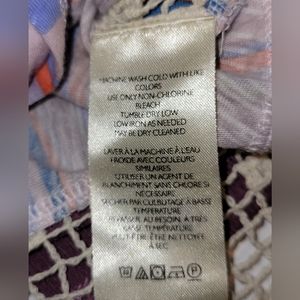 MACHINE WASH COLD WITH LIKE
COLORS
USE ONLY NON-CHLORINE
BLEACH
TUMBLE DRY LOW
LOW IRON AS NEEDED
MAY BE DRY CLEANED
LAVER À LA MACHINE À L'EAU
FROIDE AVEC COULEURS
SIMILAIRES
UTILISER UN AGENT DE
BLANCHIMENT SANS CHLORE SI
NÉCESSAIRE
SÉCHER PAR CULBUTAGE À BASSE
TEMPÉRATURE
REPASSER, AU BESOIN, À TRÈS
BASSE TEMPÉRATURE
PEUT-ÊTRE ÊTRE NETTOYÉ
À SEC